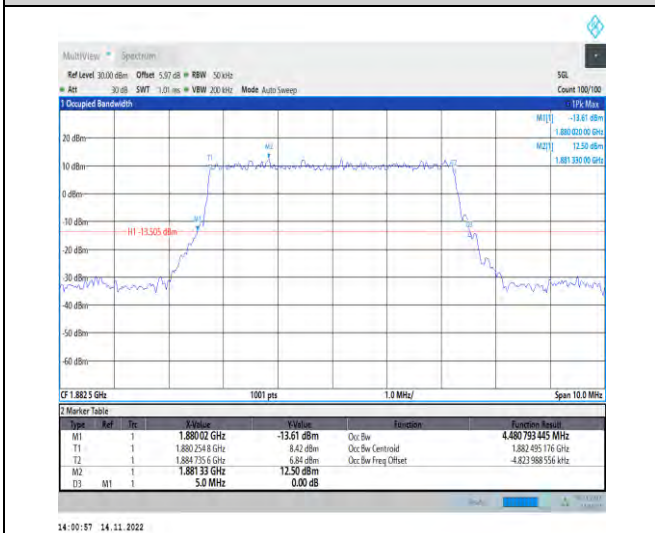 MultiView Spectrum
Ref Level 30.00 dBm Offset 5.97 dB RBW 50 kHz SGL
Att 30 dB SWT 1.01 ms VBW 200 kHz Mode Auto Sweep Count 100/100
1 Occupied Bandwidth 1Pk Max
M1[1] -13.61 dBm
1.880 020 00 GHz
M2[1] 12.50 dBm
1.881 330 00 GHz
20 dBm
M2
T1
10 dBm
0 dBm
-10 dBm
M1
H1 -13.505 dBm
-20 dBm
-30 dBm
-40 dBm
-50 dBm
-60 dBm
CF 1.882 5 GHz 1001 pts 1.0 MHz/ Span 10.0 MHz
2 Marker Table
Type Ref Trc X-Value Y-Value Function Function Result
M1 1 1.88002 GHz -13.61 dBm Occ Bw 4.480 793 445 MHz
T1 1 1.880 254 8 GHz 8.42 dBm Occ Bw Centroid 1.882 495 176 GHz
T2 1 1.884 735 6 GHz 6.84 dBm Occ Bw Freq Offset -4.823 988 556 kHz
M2 1 1.88133 GHz 12.50 dBm
D3 M1 1 5.0 MHz 0.00 dB
14:00:57 14.11.2022